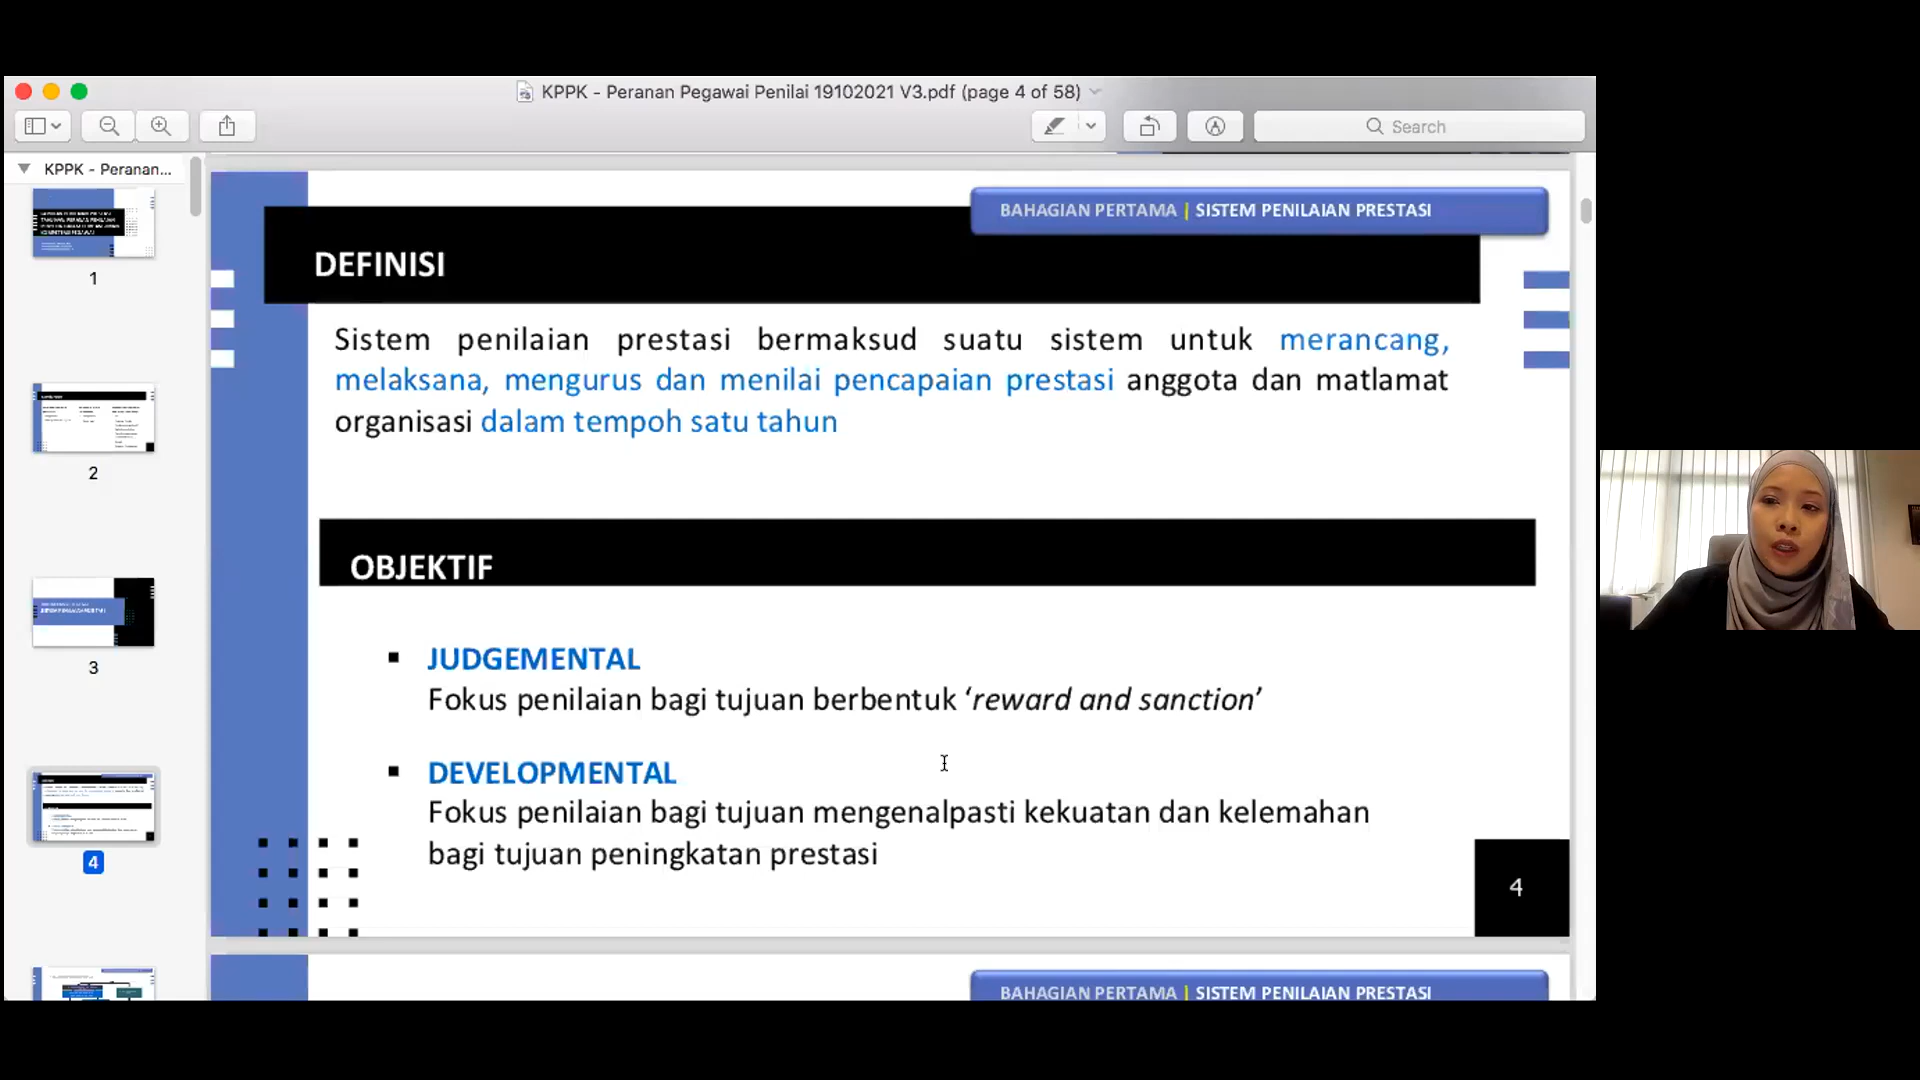 KPPK - Peranan Pegawai Penilai 19102021 V3.pdf (page 4 of 58)
Search
KPPK - Peranan...
1
2
3
4
BAHAGIAN PERTAMA | SISTEM PENILAIAN PRESTASI
DEFINISI
Sistem penilaian prestasi bermaksud suatu sistem untuk merancang,
melaksana, mengurus dan menilai pencapaian prestasi anggota dan matlamat
organisasi dalam tempoh satu tahun
OBJEKTIF
▪ JUDGEMENTAL
Fokus penilaian bagi tujuan berbentuk ‘reward and sanction’
▪ DEVELOPMENTAL
Fokus penilaian bagi tujuan mengenalpasti kekuatan dan kelemahan
bagi tujuan peningkatan prestasi
4
BAHAGIAN PERTAMA | SISTEM PENILAIAN PRESTASI